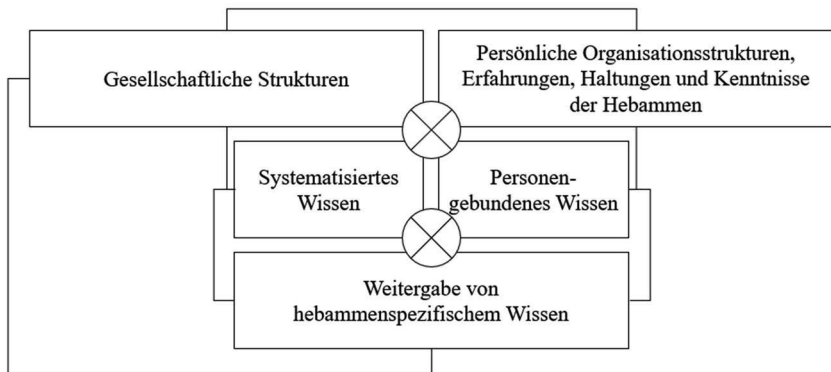 Gesellschaftliche Strukturen
Persönliche Organisationsstrukturen,
Erfahrungen, Haltungen und Kenntnisse
der Hebammen
Systematisiertes
Wissen
Personen-
gebundenes Wissen
Weitergabe von
hebammenspezifischem Wissen